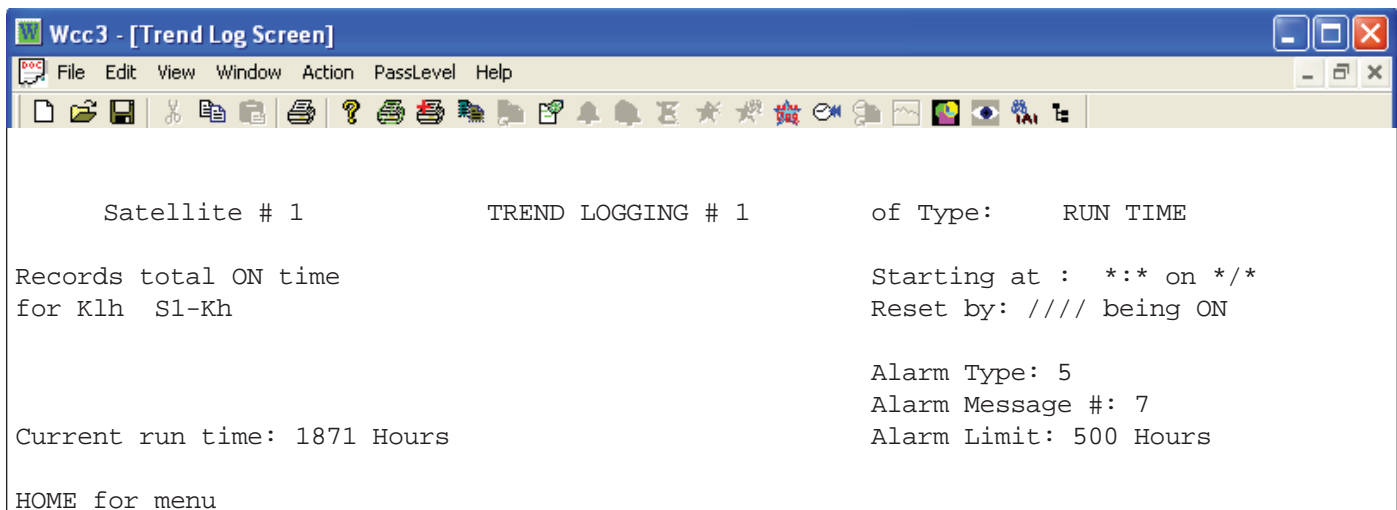 Wcc3 - [Trend Log Screen]
File Edit View Window Action PassLevel Help
Satellite # 1 TREND LOGGING # 1 of Type: RUN TIME
Records total ON time Starting at : *:* on */*
for Klh S1-Kh Reset by: //// being ON
Alarm Type: 5
Alarm Message #: 7
Current run time: 1871 Hours Alarm Limit: 500 Hours
HOME for menu